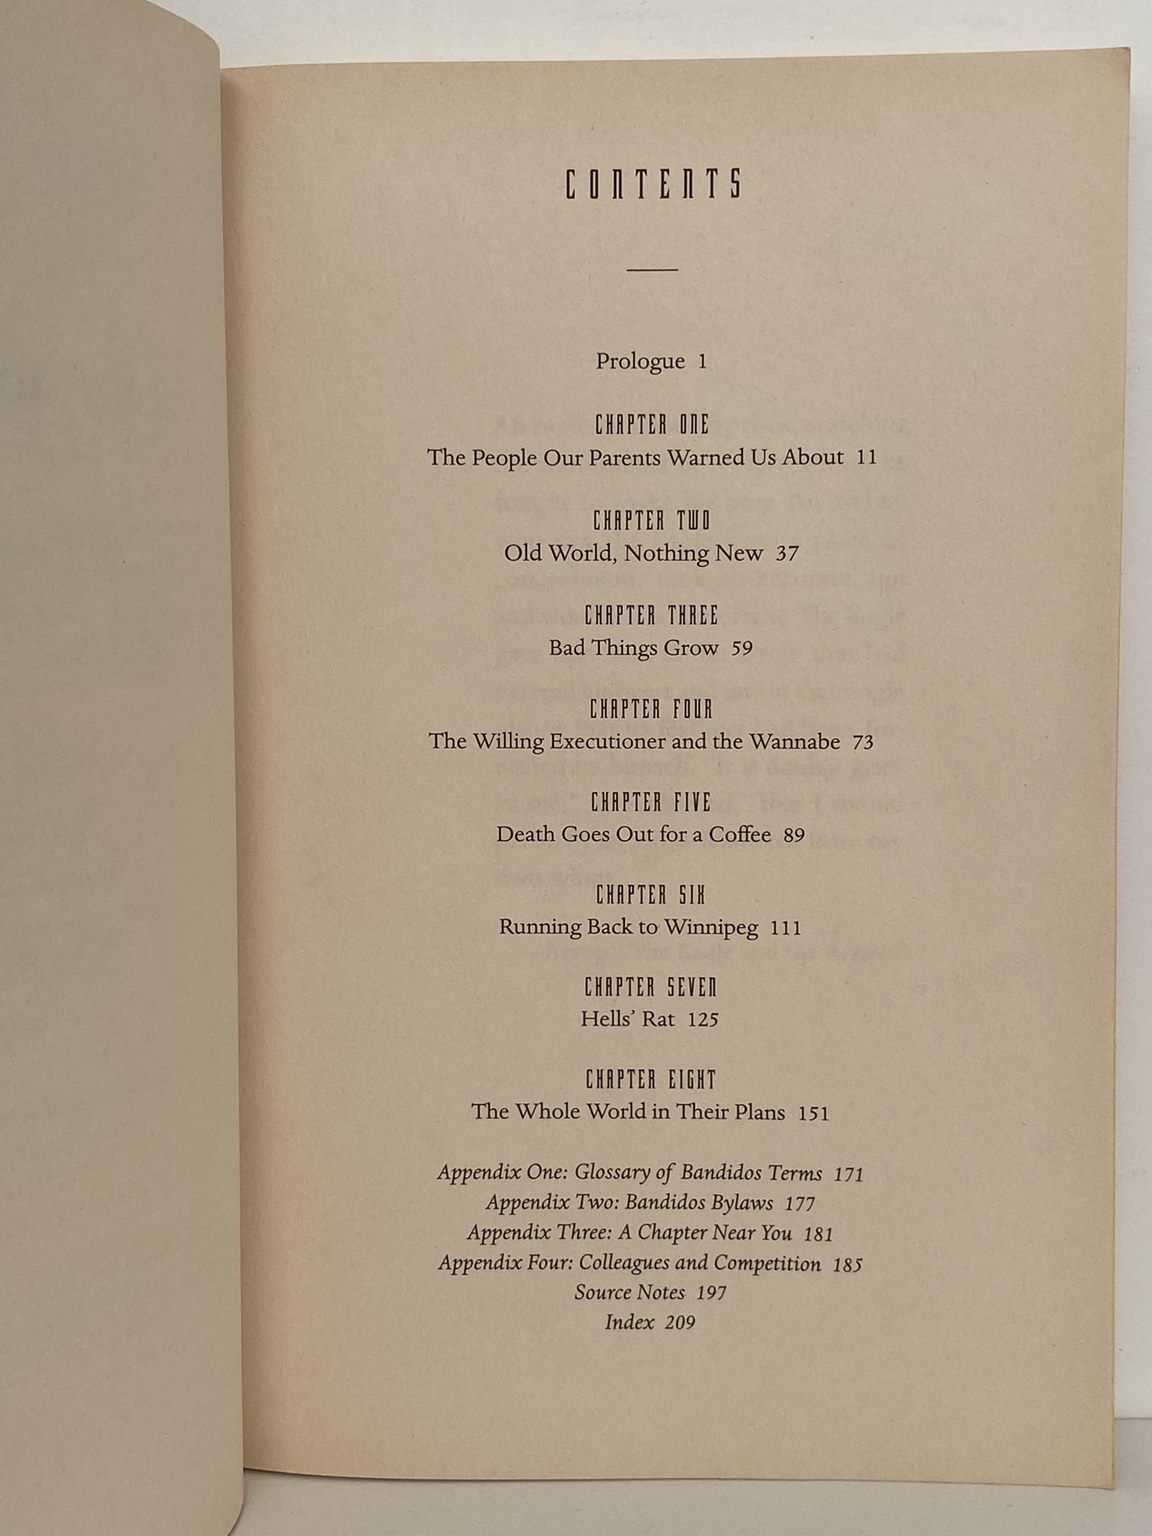 CONTENTS
Prologue 1
CHAPTER ONE
The People Our Parents Warned Us About 11
CHAPTER TWO
Old World, Nothing New 37
CHAPTER THREE
Bad Things Grow 59
CHAPTER FOUR
The Willing Executioner and the Wannabe 73
CHAPTER FIVE
Death Goes Out for a Coffee 89
CHAPTER SIX
Running Back to Winnipeg 111
CHAPTER SEVEN
Hells' Rat 125
CHAPTER EIGHT
The Whole World in Their Plans 151
Appendix One: Glossary of Bandidos Terms 171
Appendix Two: Bandidos Bylaws 177
Appendix Three: A Chapter Near You 181
Appendix Four: Colleagues and Competition 185
Source Notes 197
Index 209